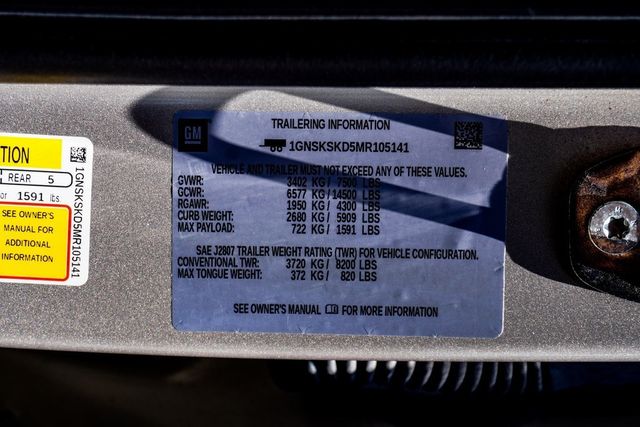 TION
REAR 5
or 1591 lbs
SEE OWNER'S
MANUAL FOR
ADDITIONAL
INFORMATION
1GNSKSKD5MR105141
GM
TRAILERING INFORMATION
1GNSKSKD5MR105141
VEHICLE AND TRAILER MUST NOT EXCEED ANY OF THESE VALUES.
GVWR: 3402 KG / 7500 LBS
GCWR: 6577 KG / 14500 LBS
RGAWR: 1950 KG / 4300 LBS
CURB WEIGHT: 2680 KG / 5909 LBS
MAX PAYLOAD: 722 KG / 1591 LBS
SAE J2807 TRAILER WEIGHT RATING (TWR) FOR VEHICLE CONFIGURATION.
CONVENTIONAL TWR: 3720 KG / 8200 LBS
MAX TONGUE WEIGHT: 372 KG / 820 LBS
SEE OWNER'S MANUAL FOR MORE INFORMATION